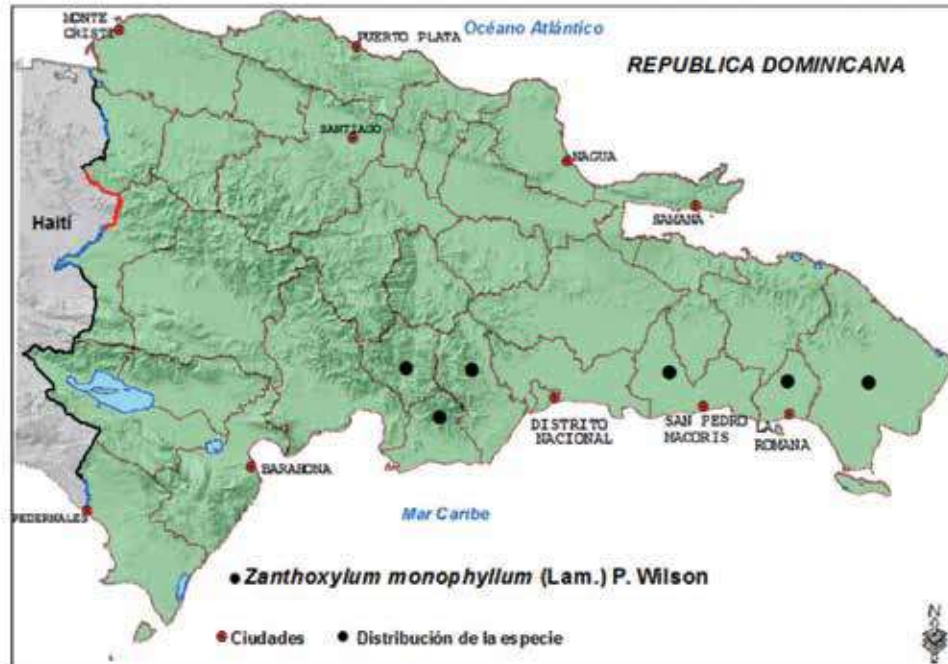 MONTE
CRISTI
PUERTO PLATA
Océano Atlántico
REPUBLICA DOMINICANA
SANTIAGO
NAGUA
SAMANA
Haití
DISTRITO
NACIONAL
SAN PEDRO
MACORIS
LA
ROMANA
BARAHONA
PEDERNALES
Mar Caribe
Zanthoxylum monophyllum (Lam.) P. Wilson
Ciudades
Distribución de la especie
N